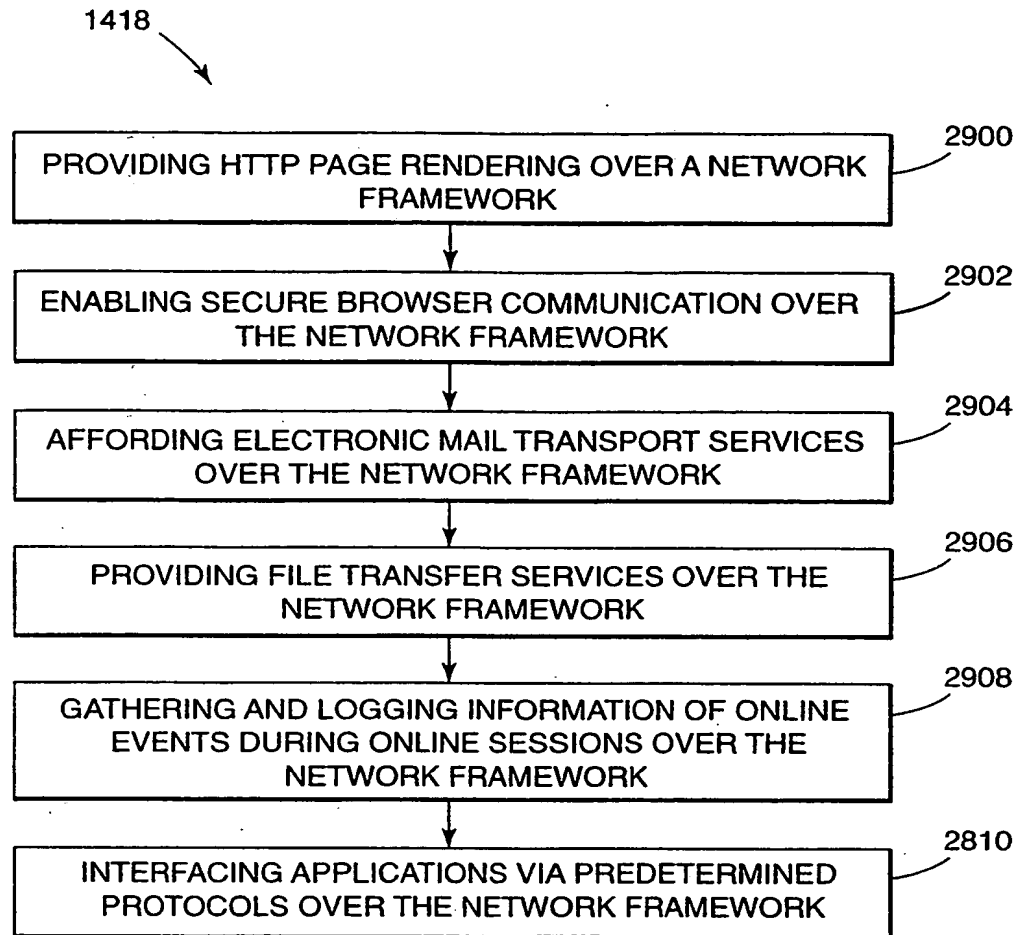 1418
2900
PROVIDING HTTP PAGE RENDERING OVER A NETWORK
FRAMEWORK
2902
ENABLING SECURE BROWSER COMMUNICATION OVER
THE NETWORK FRAMEWORK
2904
AFFORDING ELECTRONIC MAIL TRANSPORT SERVICES
OVER THE NETWORK FRAMEWORK
2906
PROVIDING FILE TRANSFER SERVICES OVER THE
NETWORK FRAMEWORK
2908
GATHERING AND LOGGING INFORMATION OF ONLINE
EVENTS DURING ONLINE SESSIONS OVER THE
NETWORK FRAMEWORK
2810
INTERFACING APPLICATIONS VIA PREDETERMINED
PROTOCOLS OVER THE NETWORK FRAMEWORK